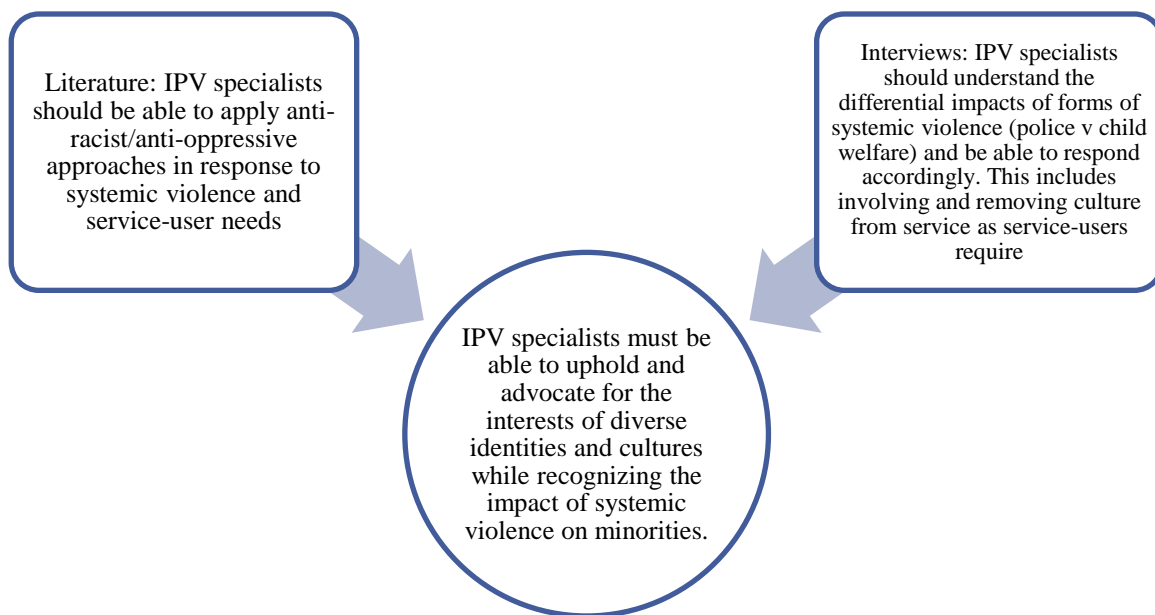 Literature: IPV specialists
should be able to apply anti-
racist/anti-oppressive
approaches in response to
systemic violence and
service-user needs
Interviews: IPV specialists
should understand the
differential impacts of forms of
systemic violence (police v child
welfare) and be able to respond
accordingly. This includes
involving and removing culture
from service as service-users
require
IPV specialists must be
able to uphold and
advocate for the
interests of diverse
identities and cultures
while recognizing the
impact of systemic
violence on minorities.